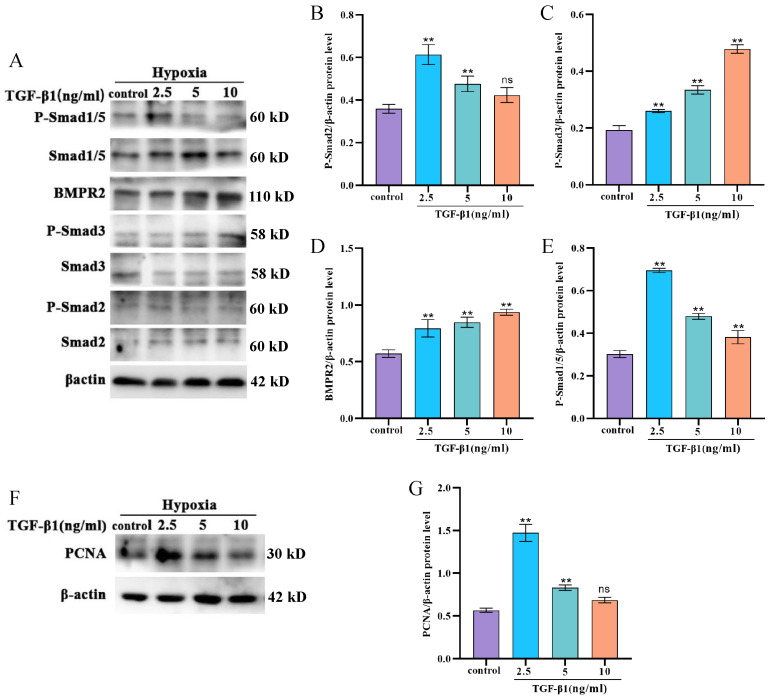 A
Hypoxia
TGF-β1(ng/ml) control 2.5 5 10
P-Smad1/5 60 kD
Smad1/5 60 kD
BMPR2 110 kD
P-Smad3 58 kD
Smad3 58 kD
P-Smad2 60 kD
Smad2 60 kD
βactin 42 kD
B
P-Smad2/β-actin protein level
0.8
0.6
0.4
0.2
0.0
** ** ns
control 2.5 5 10
TGF-β1(ng/ml)
C
P-Smad3/β-actin protein level
0.6
0.4
0.2
0.0
** ** **
control 2.5 5 10
TGF-β1(ng/ml)
D
BMPR2/β-actin protein level
1.5
1.0
0.5
0.0
** ** **
control 2.5 5 10
TGF-β1(ng/ml)
E
P-Smad1/5/β-actin protein level
0.8
0.6
0.4
0.2
0.0
** ** **
control 2.5 5 10
TGF-β1(ng/ml)
F
Hypoxia
TGF-β1(ng/ml) control 2.5 5 10
PCNA 30 kD
β-actin 42 kD
G
PCNA/β-actin protein level
2.0
1.5
1.0
0.5
0.0
** ** ns
control 2.5 5 10
TGF-β1(ng/ml)